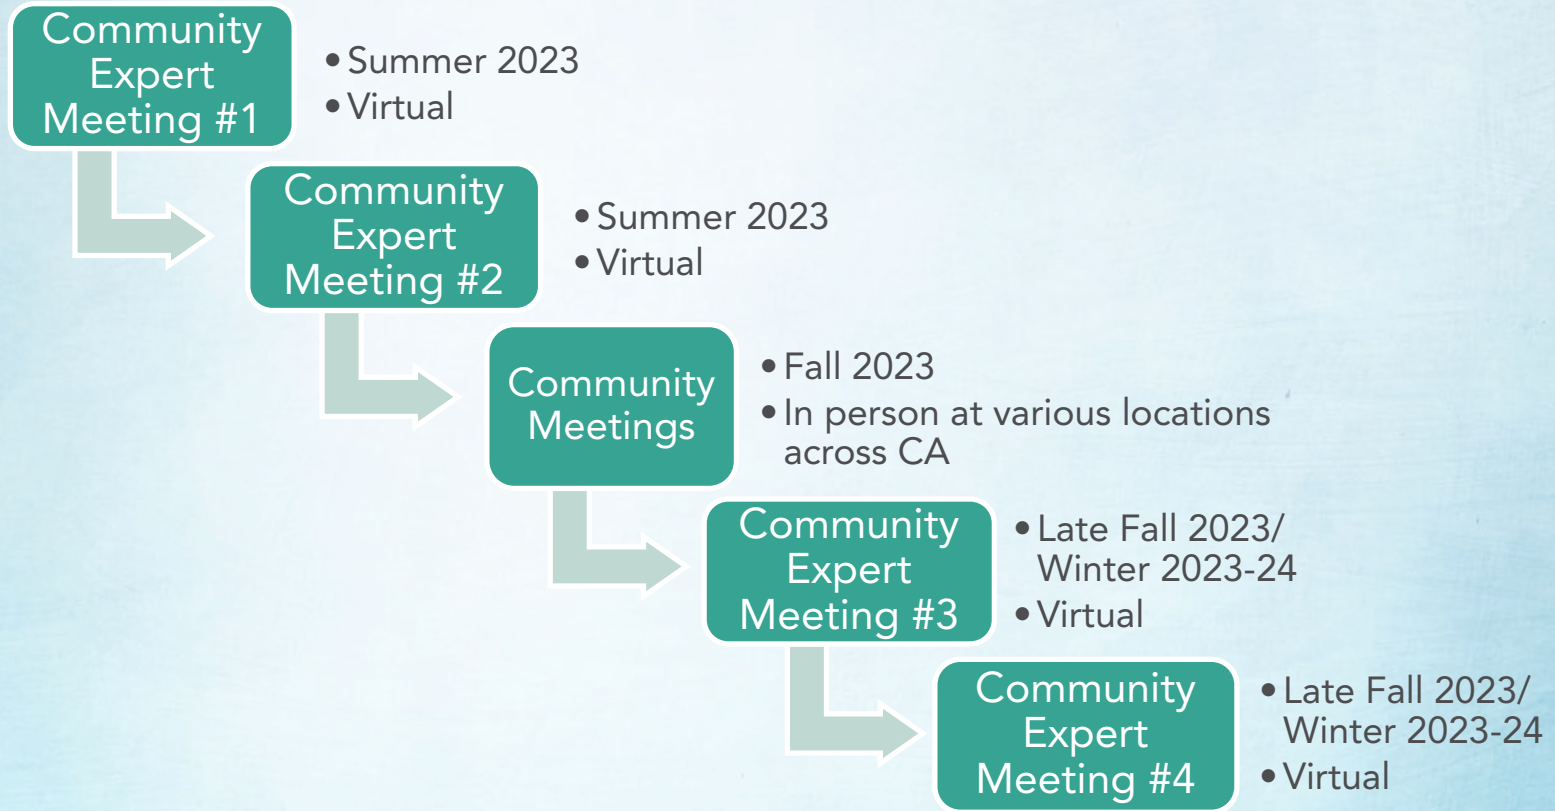 Community
Expert
Meeting #1
• Summer 2023
• Virtual
Community
Expert
Meeting #2
• Summer 2023
• Virtual
Community
Meetings
• Fall 2023
• In person at various locations
across CA
Community
Expert
Meeting #3
• Late Fall 2023/
Winter 2023-24
• Virtual
Community
Expert
Meeting #4
• Late Fall 2023/
Winter 2023-24
• Virtual